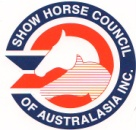 SHOW HORSE COUNCIL
OF AUSTRALASIA INC.